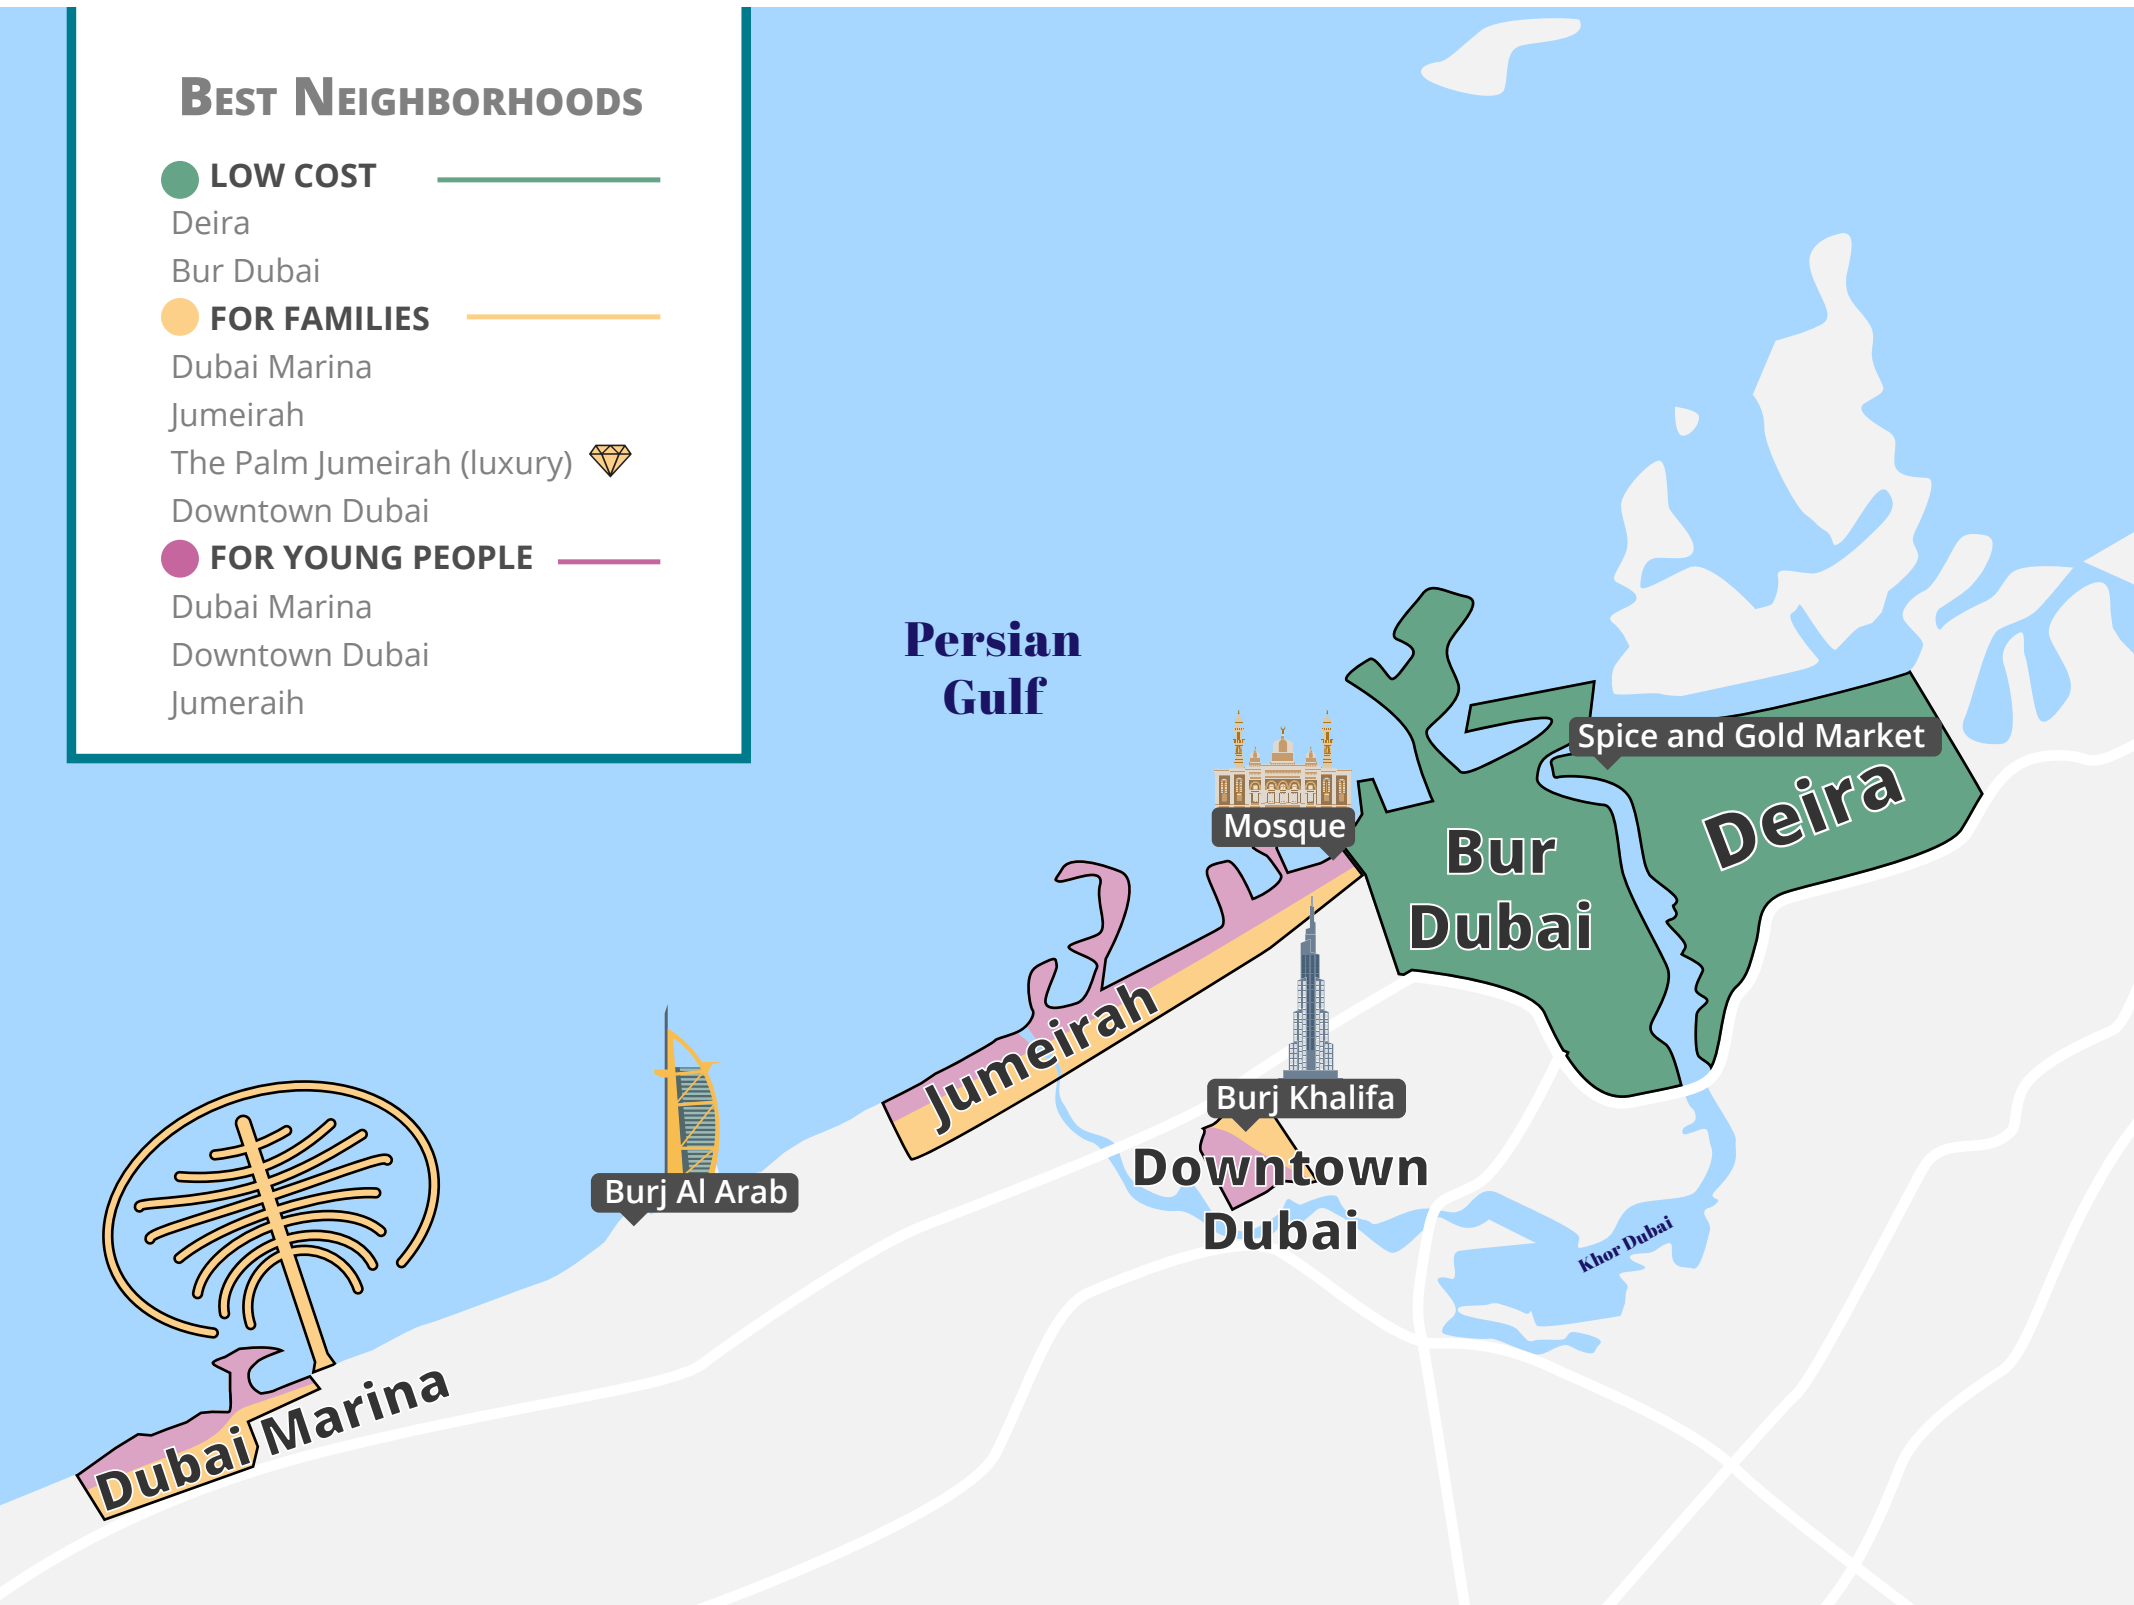 BEST NEIGHBORHOODS
LOW COST
Deira
Bur Dubai
FOR FAMILIES
Dubai Marina
Jumeirah
The Palm Jumeirah (luxury)
Downtown Dubai
FOR YOUNG PEOPLE
Dubai Marina
Downtown Dubai
Jumeraih
Persian
Gulf
Spice and Gold Market
Deira
Mosque
Bur
Dubai
Jumeirah
Burj Khalifa
Downtown
Dubai
Burj Al Arab
Khor Dubai
Dubai Marina